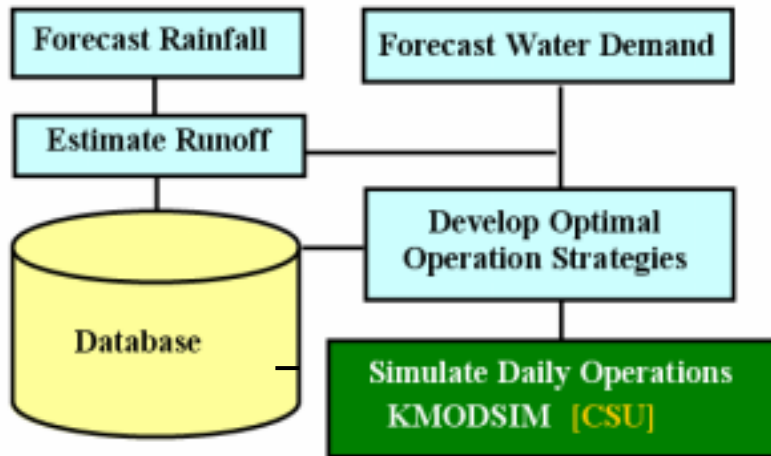 Forecast Rainfall
Forecast Water Demand
Estimate Runoff
Develop Optimal
Operation Strategies
Database
Simulate Daily Operations
KMODSIM [CSU]